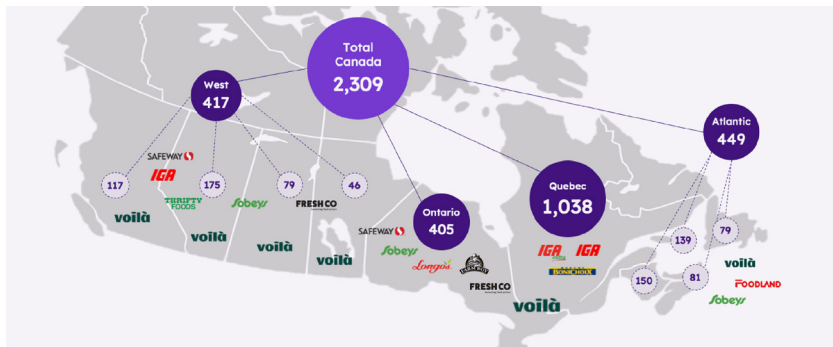 Total
Canada
2,309
West
417
Atlantic
449
SAFEWAY
IGA
117
175
79
46
THRIFTY
FOODS
Sobeys
FRESHCO
voilà
voilà
voilà
voilà
Ontario
405
SAFEWAY
Sobeys
Longo's
FARM BOY
FRESHCO
Quebec
1,038
IGA
IGA
BONICHOIX
voilà
139
79
150
81
voilà
FOODLAND
Sobeys